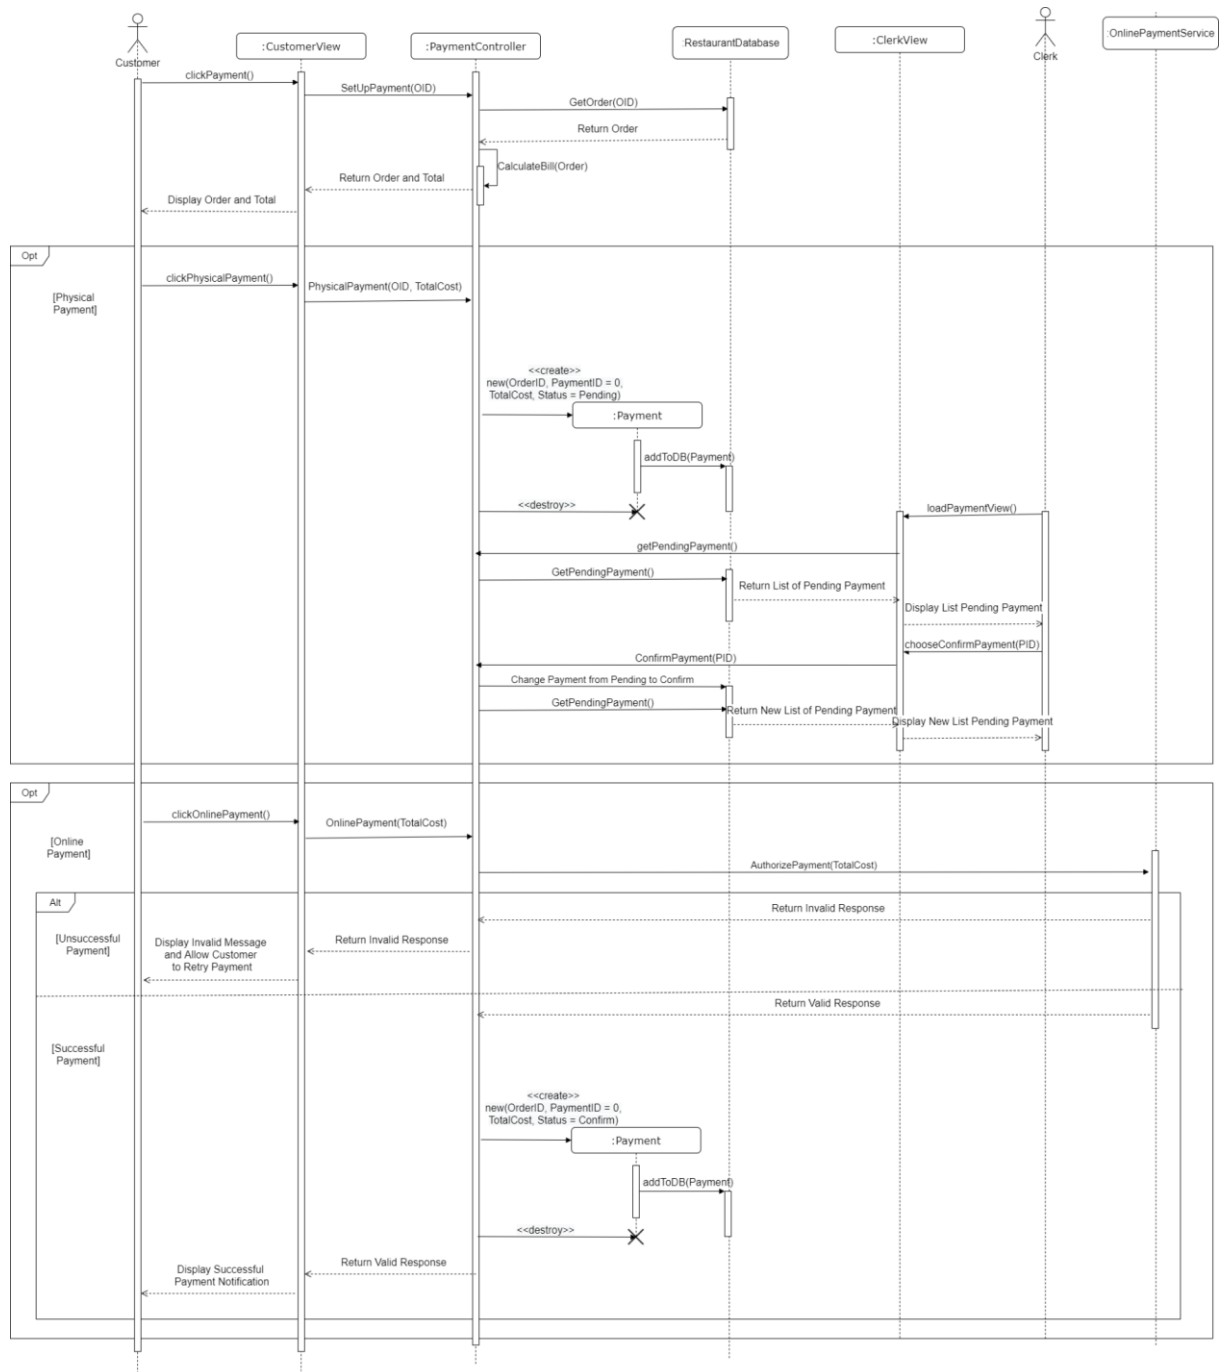 :CustomerView
:PaymentController
:RestaurantDatabase
:ClerkView
:OnlinePaymentService
Customer
Clerk
clickPayment()
SetUpPayment(OID)
GetOrder(OID)
Return Order
CalculateBill(Order)
Return Order and Total
Display Order and Total
Opt
[Physical
Payment]
clickPhysicalPayment()
PhysicalPayment(OID, TotalCost)
<<create>>
new(OrderID, PaymentID = 0,
TotalCost, Status = Pending)
:Payment
addToDB(Payment)
<<destroy>>
loadPaymentView()
getPendingPayment()
GetPendingPayment()
Return List of Pending Payment
Display List Pending Payment
chooseConfirmPayment(PID)
ConfirmPayment(PID)
Change Payment from Pending to Confirm
GetPendingPayment()
Return New List of Pending Payment
Display New List Pending Payment
Opt
[Online
Payment]
clickOnlinePayment()
OnlinePayment(TotalCost)
AuthorizePayment(TotalCost)
Alt
[Unsuccessful
Payment]
Return Invalid Response
Return Invalid Response
Display Invalid Message
and Allow Customer
to Retry Payment
Return Valid Response
[Successful
Payment]
<<create>>
new(OrderID, PaymentID = 0,
TotalCost, Status = Confirm)
:Payment
addToDB(Payment)
<<destroy>>
Return Valid Response
Display Successful
Payment Notification